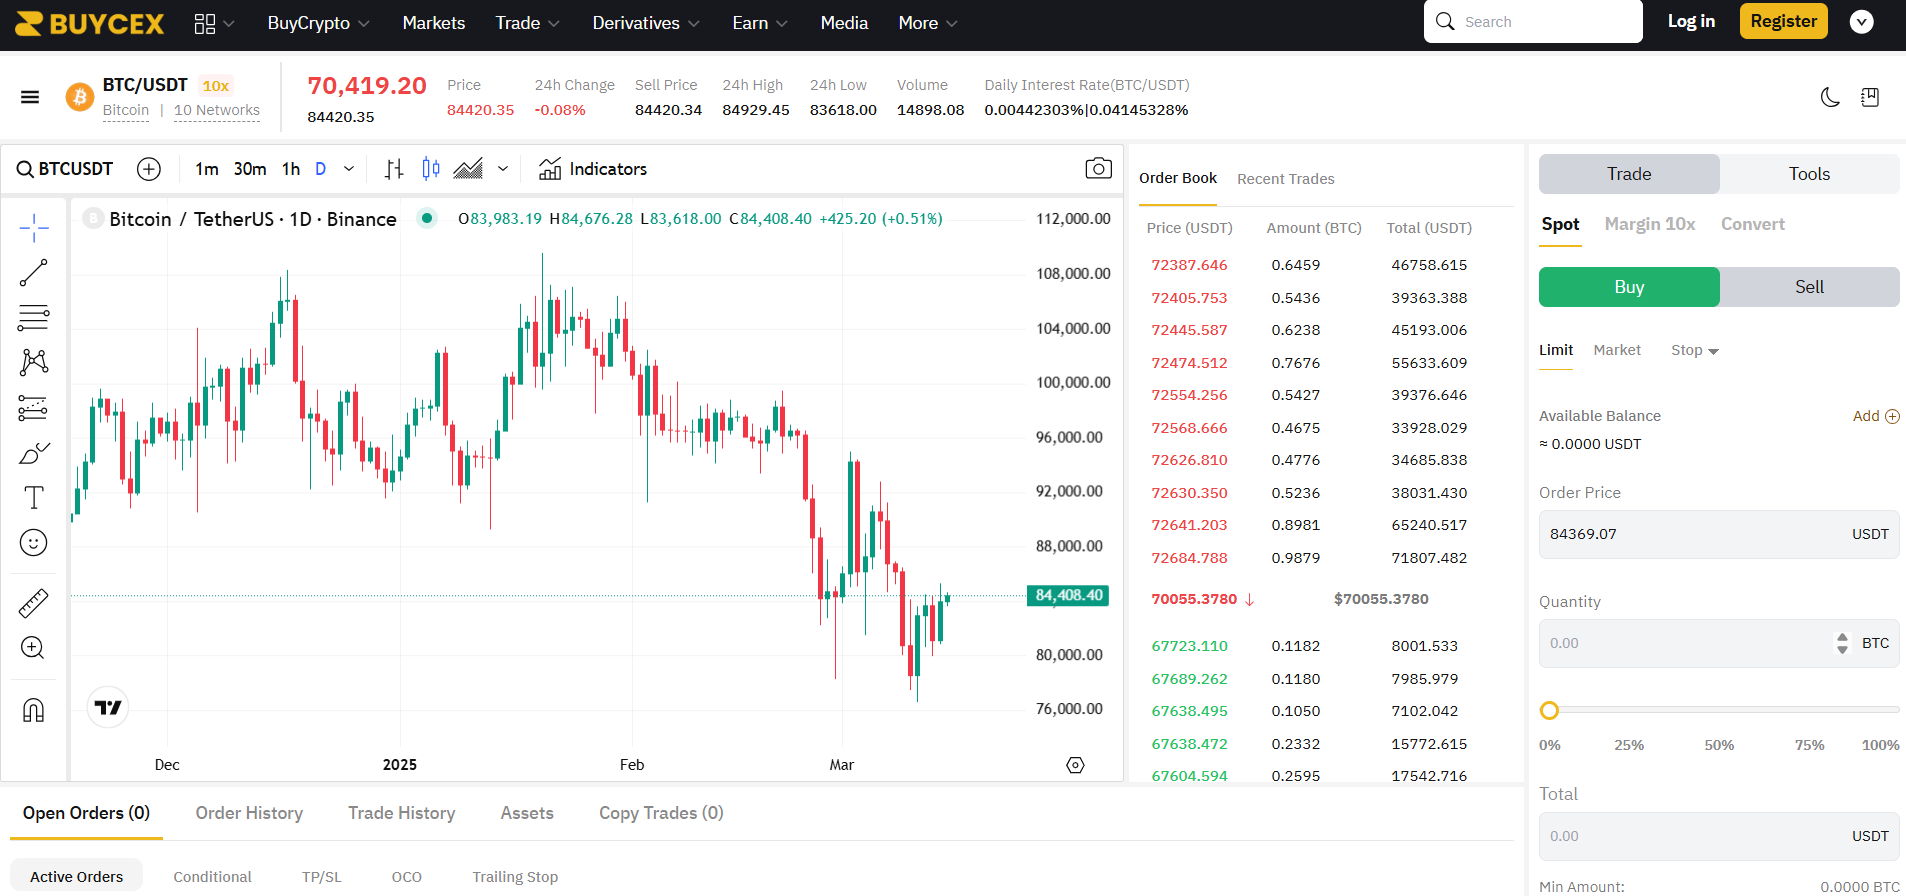 BUYCEX BuyCrypto Markets Trade Derivatives Earn Media More Search Log in Register
BTC/USDT 10x
Bitcoin | 10 Networks
70,419.20
84420.35
Price 24h Change Sell Price 24h High 24h Low Volume Daily Interest Rate(BTC/USDT)
84420.35 -0.08% 84420.34 84929.45 83618.00 14898.08 0.00442303%|0.04145328%
BTCUSDT 1m 30m 1h D Indicators
B Bitcoin / TetherUS · 1D · Binance O83,983.19 H84,676.28 L83,618.00 C84,408.40 +425.20 (+0.51%)
112,000.00
108,000.00
104,000.00
100,000.00
96,000.00
92,000.00
88,000.00
84,408.40
80,000.00
76,000.00
Dec 2025 Feb Mar
Order Book Recent Trades
Price (USDT) Amount (BTC) Total (USDT)
72387.646 0.6459 46758.615
72405.753 0.5436 39363.388
72445.587 0.6238 45193.006
72474.512 0.7676 55633.609
72554.256 0.5427 39376.646
72568.666 0.4675 33928.029
72626.810 0.4776 34685.838
72630.350 0.5236 38031.430
72641.203 0.8981 65240.517
72684.788 0.9879 71807.482
70055.3780 ↓ $70055.3780
67723.110 0.1182 8001.533
67689.262 0.1180 7985.979
67638.495 0.1050 7102.042
67638.472 0.2332 15772.615
67604.594 0.2595 17542.716
Trade Tools
Spot Margin 10x Convert
Buy Sell
Limit Market Stop
Available Balance Add
≈ 0.0000 USDT
Order Price
84369.07 USDT
Quantity
0.00 BTC
0% 25% 50% 75% 100%
Total
0.00 USDT
Min Amount: 0.0000 BTC
Open Orders (0) Order History Trade History Assets Copy Trades (0)
Active Orders Conditional TP/SL OCO Trailing Stop